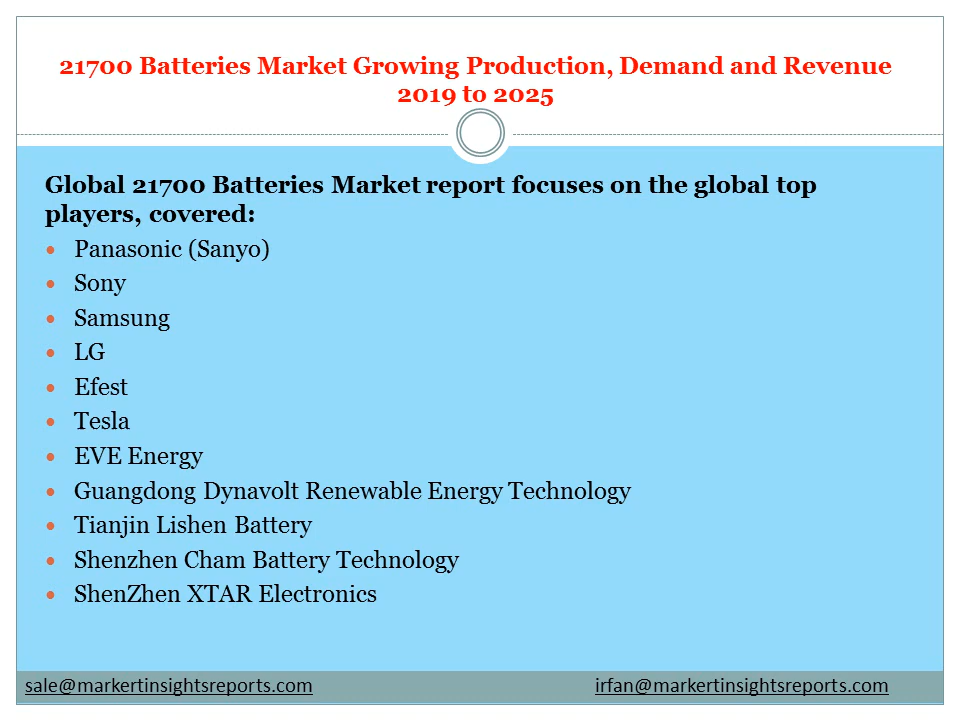 21700 Batteries Market Growing Production, Demand and Revenue
2019 to 2025
Global 21700 Batteries Market report focuses on the global top
players, covered:
Panasonic (Sanyo)
Sony
Samsung
LG
Efest
Tesla
EVE Energy
Guangdong Dynavolt Renewable Energy Technology
Tianjin Lishen Battery
Shenzhen Cham Battery Technology
ShenZhen XTAR Electronics
sale@markertinsightsreports.com irfan@markertinsightsreports.com